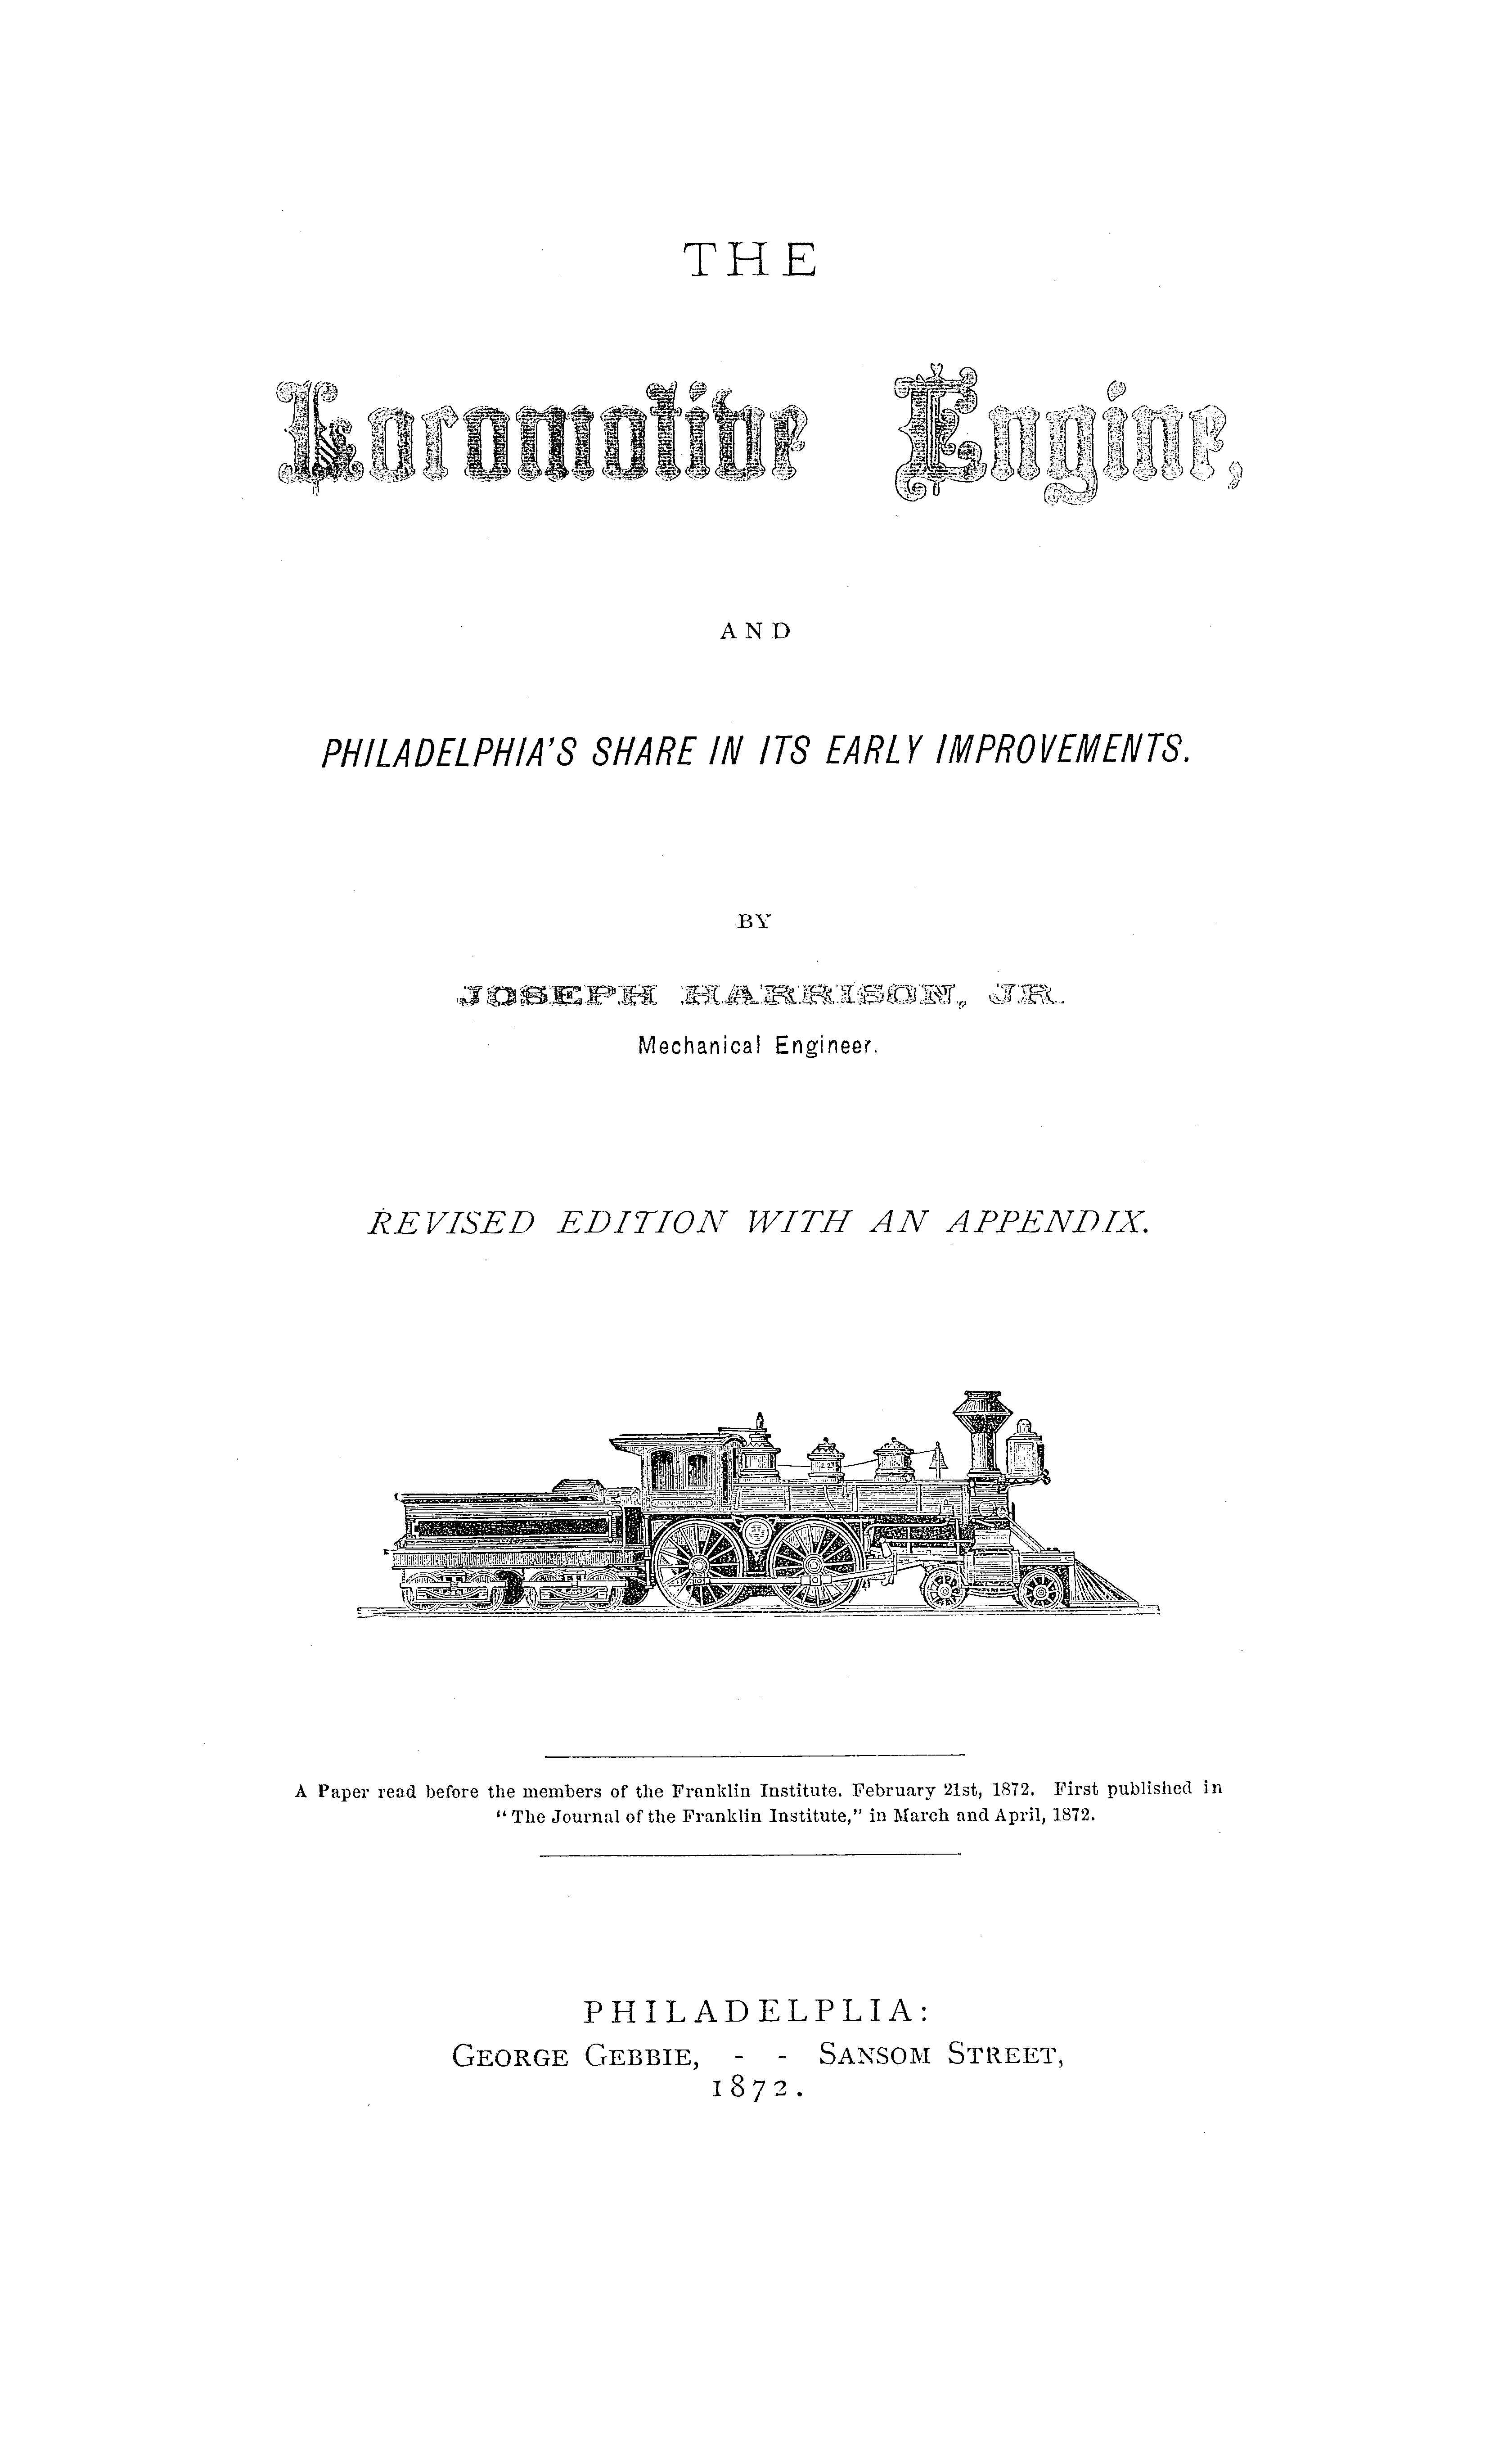 THE
Locomotive Engine,
AND
PHILADELPHIA'S SHARE IN ITS EARLY IMPROVEMENTS.
BY
JOSEPH HARRISON, JR.
Mechanical Engineer.
REVISED EDITION WITH AN APPENDIX.
A Paper read before the members of the Franklin Institute. February 21st, 1872. First published in
“The Journal of the Franklin Institute,” in March and April, 1872.
PHILADELPLIA:
GEORGE GEBBIE, - - SANSOM STREET,
1872.